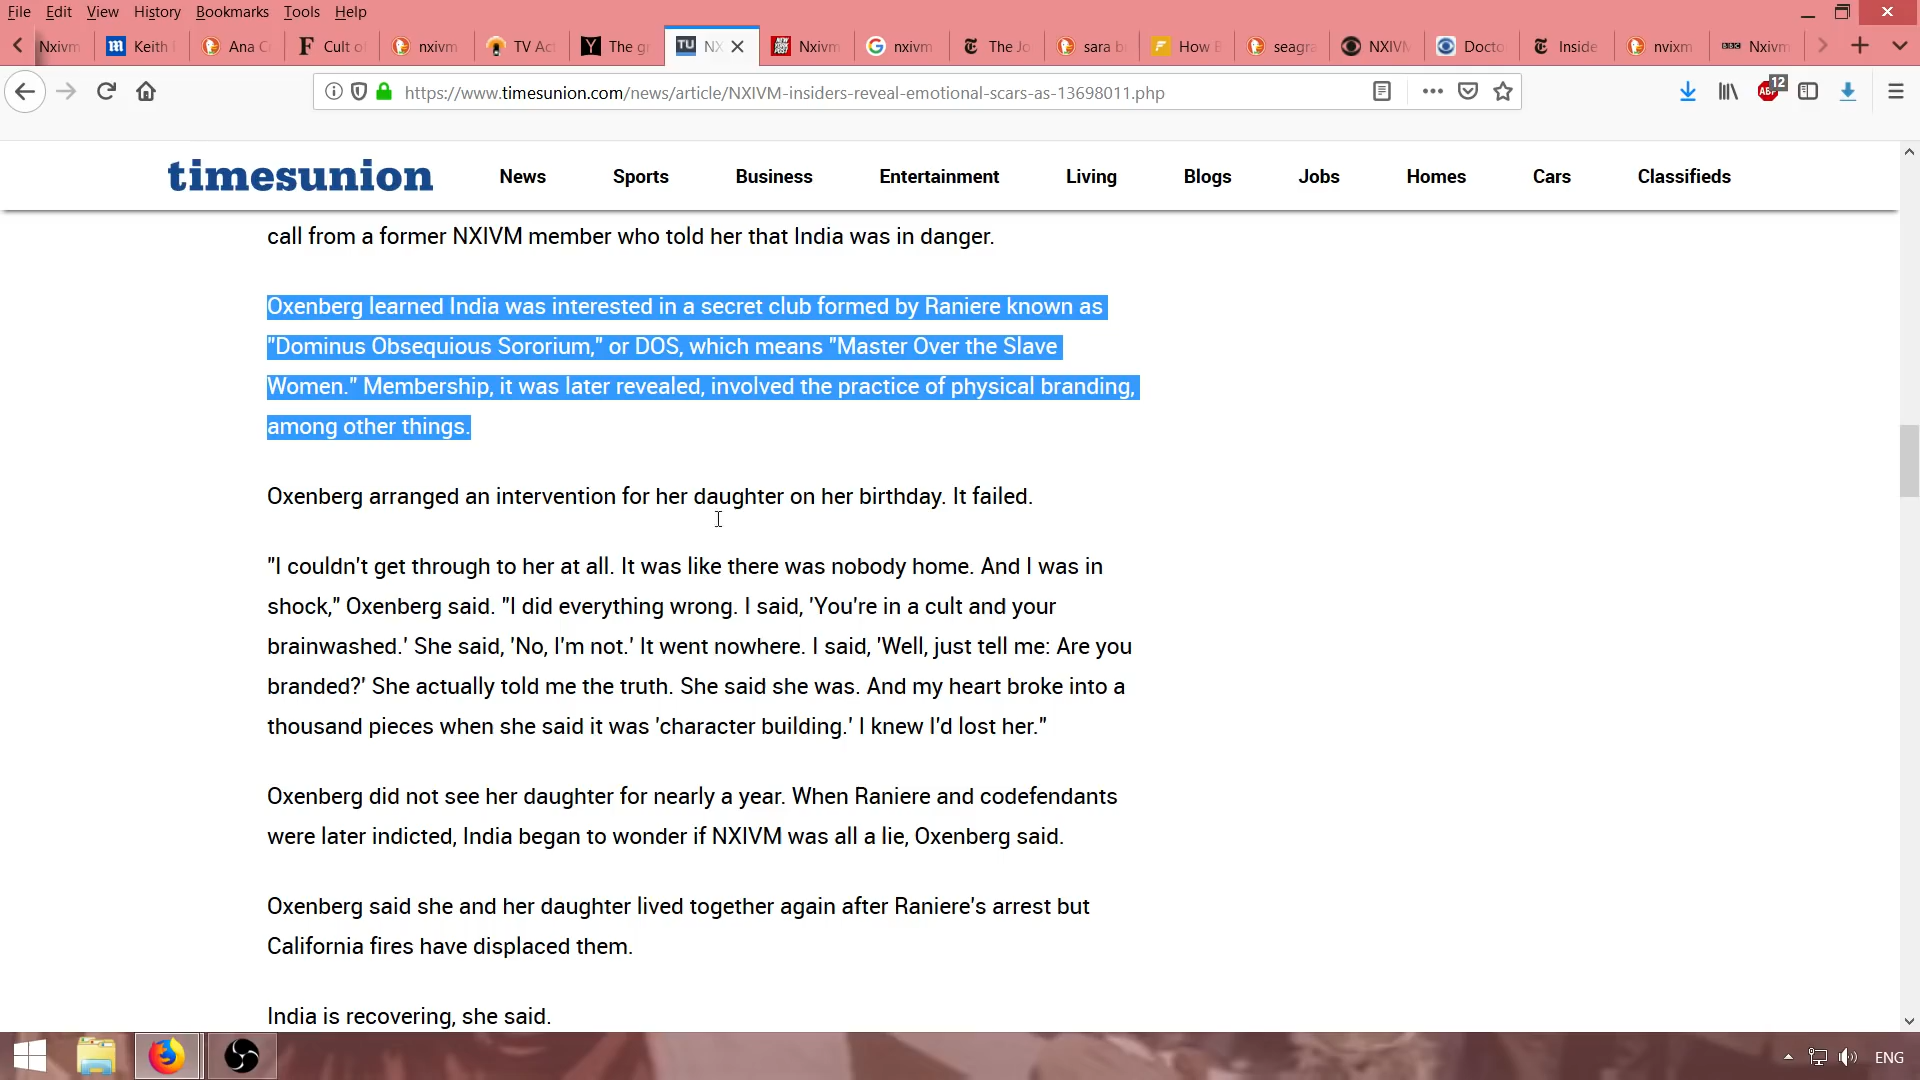 File Edit View History Bookmarks Tools Help
Nxivm Keith Ana C Cult o nxivm TV Ac The g NX Nxivm nxivm The Jo sara b How E seagra NXIVM Docto Inside nvixm BBC Nxivm
https://www.timesunion.com/news/article/NXIVM-insiders-reveal-emotional-scars-as-13698011.php
12
ABP
timesunion News Sports Business Entertainment Living Blogs Jobs Homes Cars Classifieds
call from a former NXIVM member who told her that India was in danger.
Oxenberg learned India was interested in a secret club formed by Raniere known as
"Dominus Obsequious Sororium," or DOS, which means "Master Over the Slave
Women." Membership, it was later revealed, involved the practice of physical branding,
among other things.
Oxenberg arranged an intervention for her daughter on her birthday. It failed.
"I couldn't get through to her at all. It was like there was nobody home. And I was in
shock," Oxenberg said. "I did everything wrong. I said, 'You're in a cult and your
brainwashed.' She said, 'No, I'm not.' It went nowhere. I said, 'Well, just tell me: Are you
branded?' She actually told me the truth. She said she was. And my heart broke into a
thousand pieces when she said it was 'character building.' I knew I'd lost her."
Oxenberg did not see her daughter for nearly a year. When Raniere and codefendants
were later indicted, India began to wonder if NXIVM was all a lie, Oxenberg said.
Oxenberg said she and her daughter lived together again after Raniere's arrest but
California fires have displaced them.
India is recovering, she said.
ENG